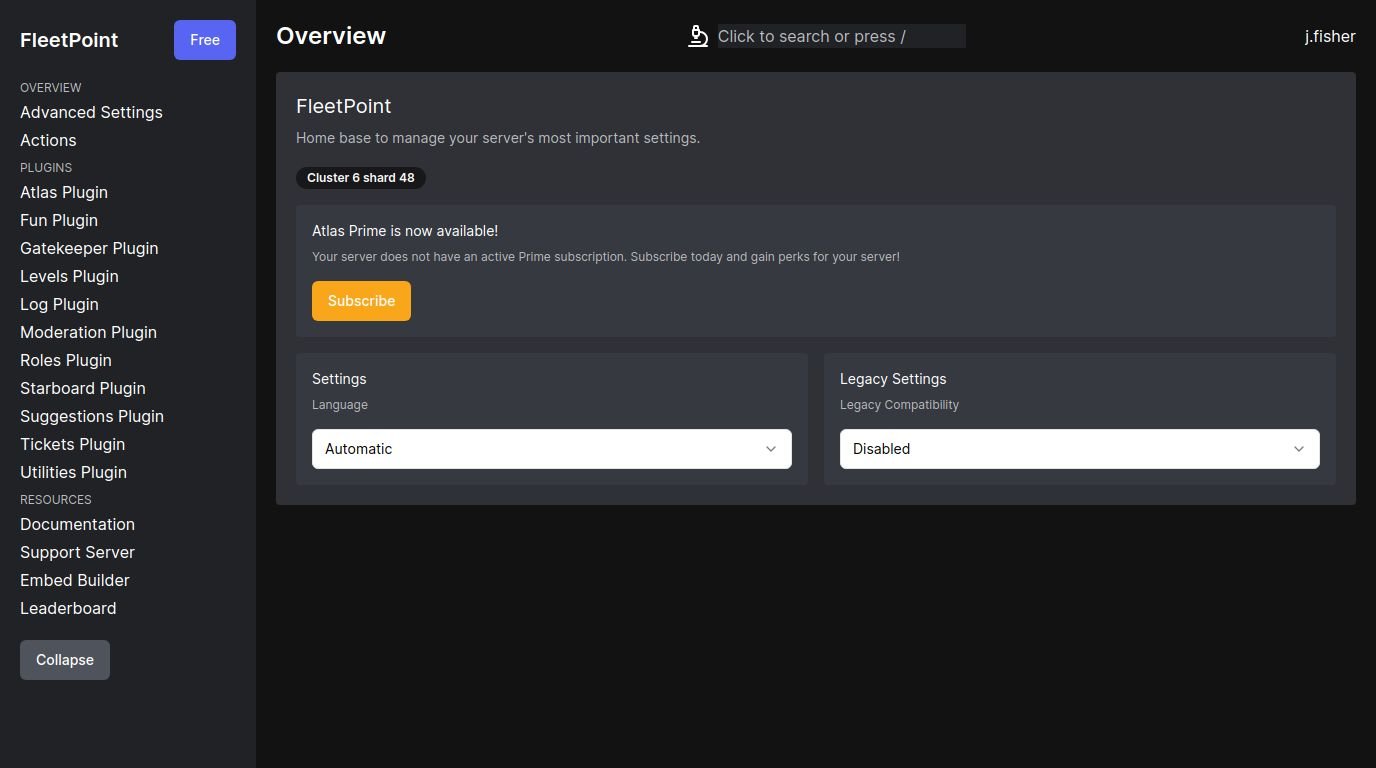 FleetPoint
Free
OVERVIEW
Advanced Settings
Actions
PLUGINS
Atlas Plugin
Fun Plugin
Gatekeeper Plugin
Levels Plugin
Log Plugin
Moderation Plugin
Roles Plugin
Starboard Plugin
Suggestions Plugin
Tickets Plugin
Utilities Plugin
RESOURCES
Documentation
Support Server
Embed Builder
Leaderboard
Collapse
Overview
Click to search or press /
j.fisher
FleetPoint
Home base to manage your server's most important settings.
Cluster 6 shard 48
Atlas Prime is now available!
Your server does not have an active Prime subscription. Subscribe today and gain perks for your server!
Subscribe
Settings
Language
Automatic
Legacy Settings
Legacy Compatibility
Disabled